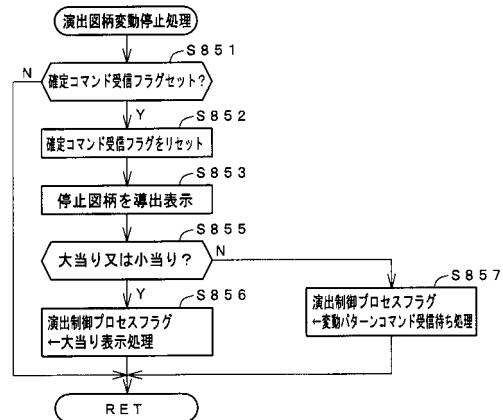 演出図柄変動停止処理
S851
確定コマンド受信フラグセット?
N
Y
S852
確定コマンド受信フラグをリセット
S853
停止図柄を導出表示
S855
大当り又は小当り?
N
Y
S856
演出制御プロセスフラグ
←大当り表示処理
S857
演出制御プロセスフラグ
←変動パターンコマンド受信待ち処理
RET